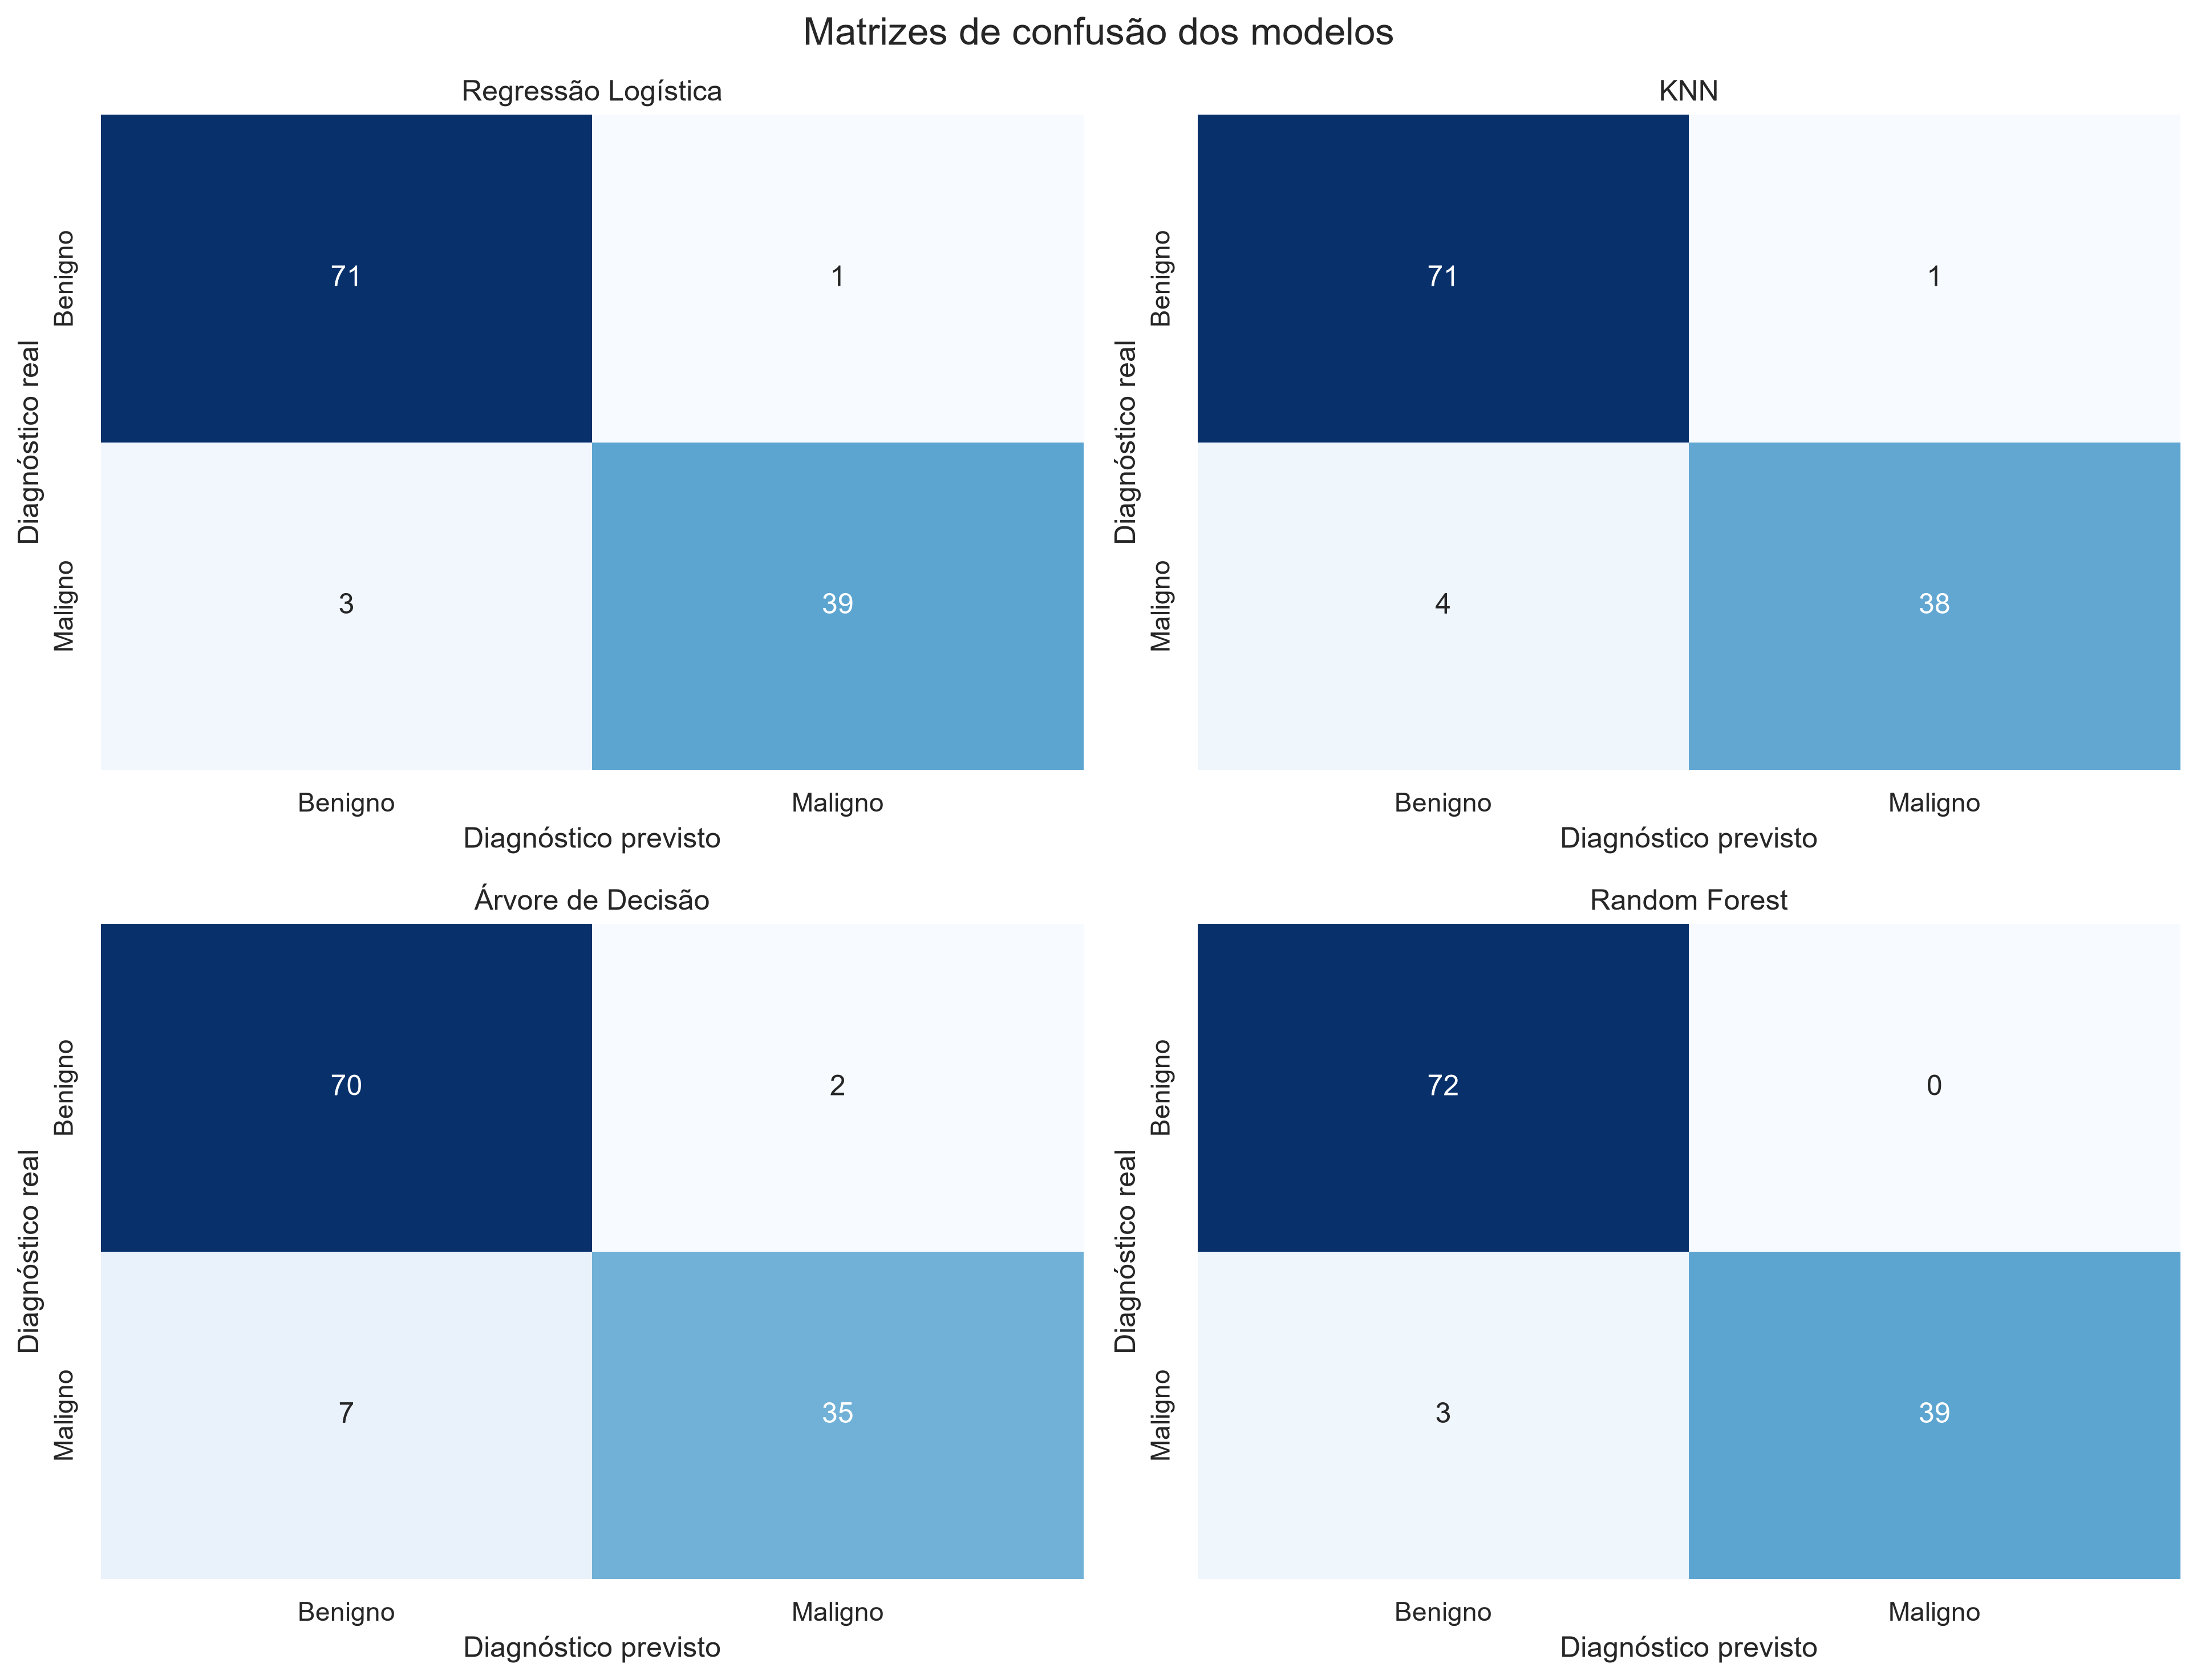 Matrizes de confusão dos modelos
Regressão Logística
Diagnóstico real
Benigno
71
1
Maligno
3
39
Benigno
Maligno
Diagnóstico previsto
KNN
Diagnóstico real
Benigno
71
1
Maligno
4
38
Benigno
Maligno
Diagnóstico previsto
Árvore de Decisão
Diagnóstico real
Benigno
70
2
Maligno
7
35
Benigno
Maligno
Diagnóstico previsto
Random Forest
Diagnóstico real
Benigno
72
0
Maligno
3
39
Benigno
Maligno
Diagnóstico previsto